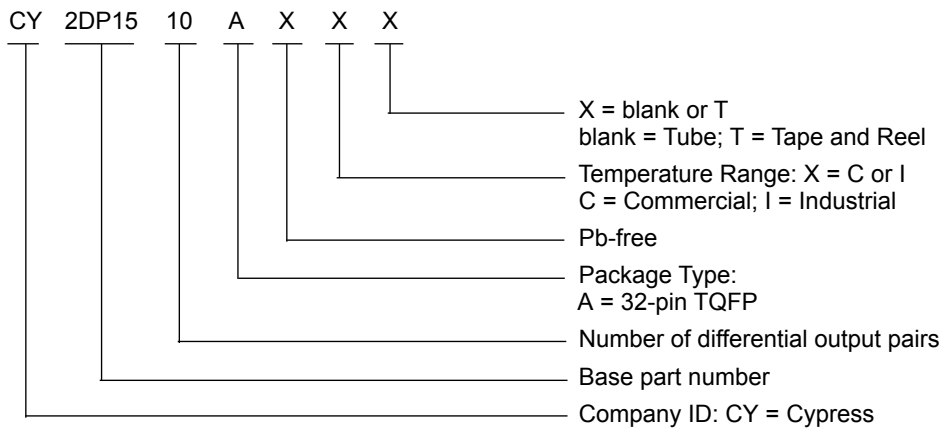 CY 2DP15 10 A X X X
X = blank or T
blank = Tube; T = Tape and Reel
Temperature Range: X = C or I
C = Commercial; I = Industrial
Pb-free
Package Type:
A = 32-pin TQFP
Number of differential output pairs
Base part number
Company ID: CY = Cypress